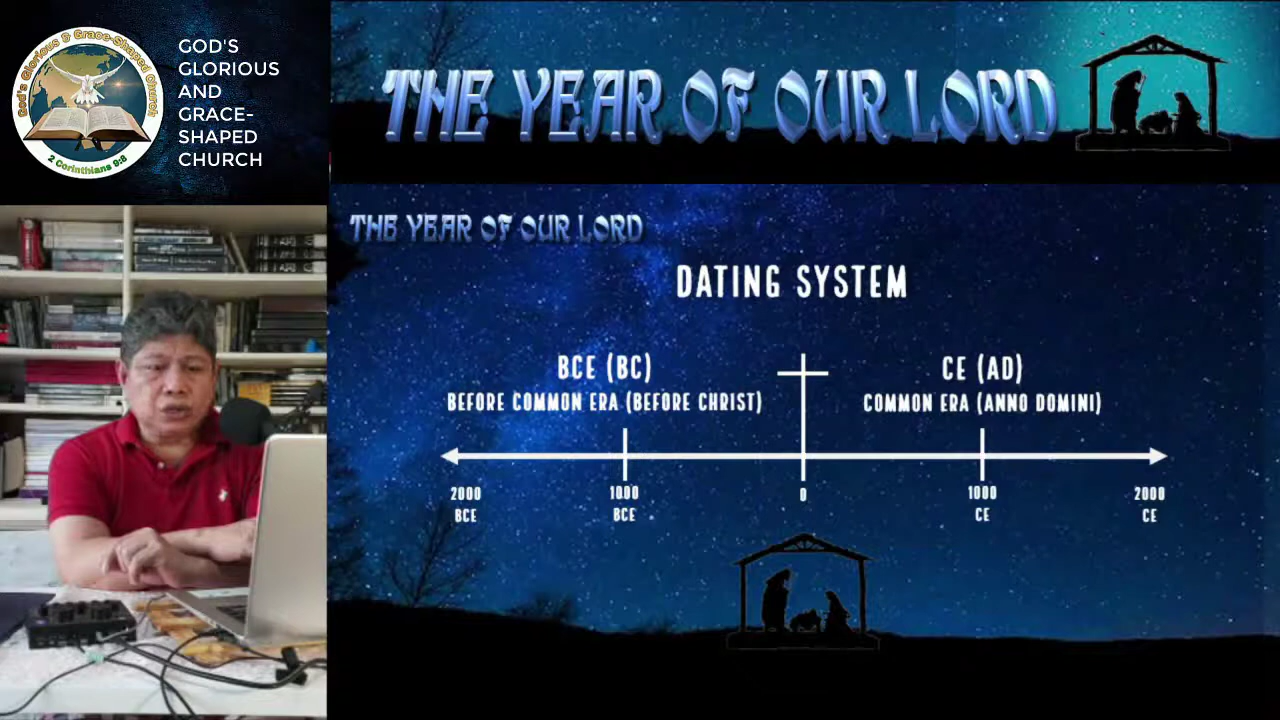 God's Glorious & Grace-Shaped Church
2 Corinthians 9:8
GOD'S
GLORIOUS
AND
GRACE-
SHAPED
CHURCH
THE YEAR OF OUR LORD
THE YEAR OF OUR LORD
DATING SYSTEM
BCE (BC)
BEFORE COMMON ERA (BEFORE CHRIST)
CE (AD)
COMMON ERA (ANNO DOMINI)
2000
BCE
1000
BCE
0
1000
CE
2000
CE